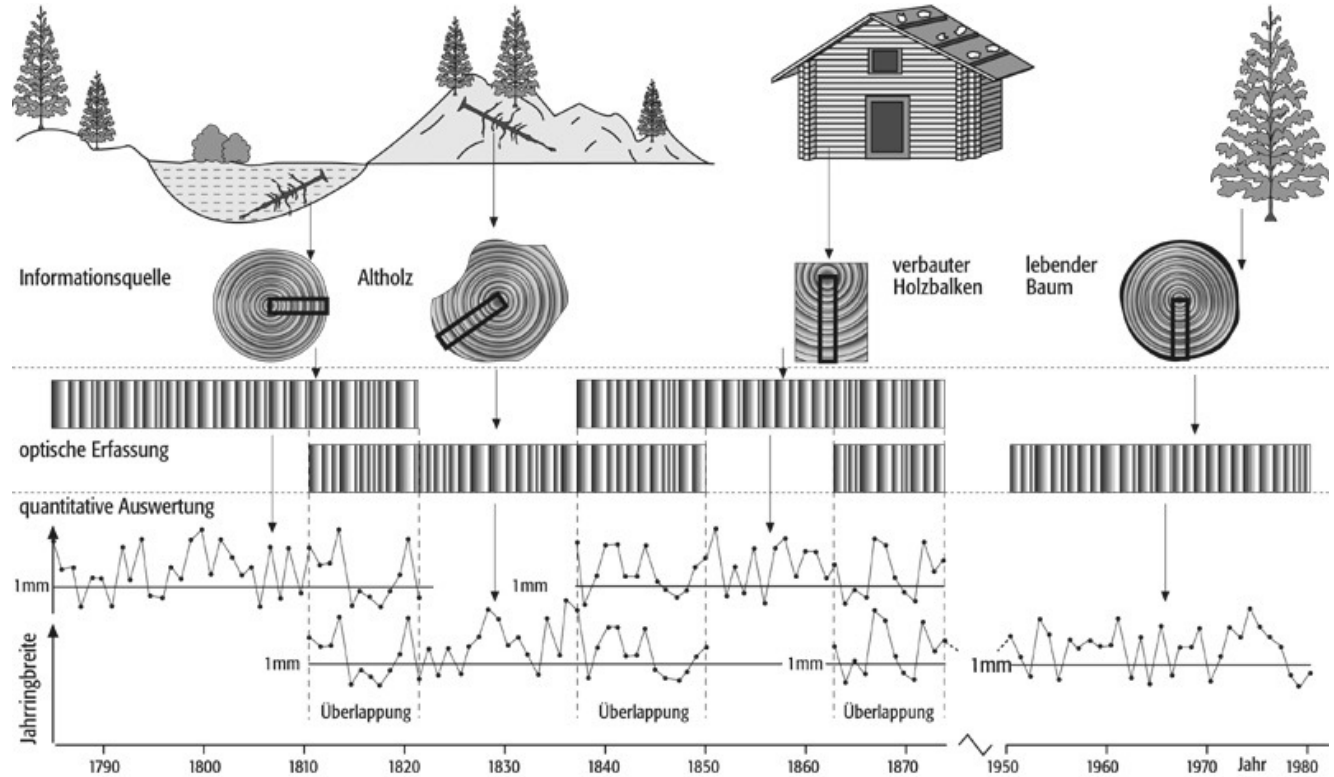 Informationsquelle
Altholz
verbauter
Holzbalken
lebender
Baum
optische Erfassung
quantitative Auswertung
1mm
1mm
1mm
1mm
1mm
Jahrringbreite
Überlappung
Überlappung
Überlappung
1790
1800
1810
1820
1830
1840
1850
1860
1870
1950
1960
1970
Jahr
1980